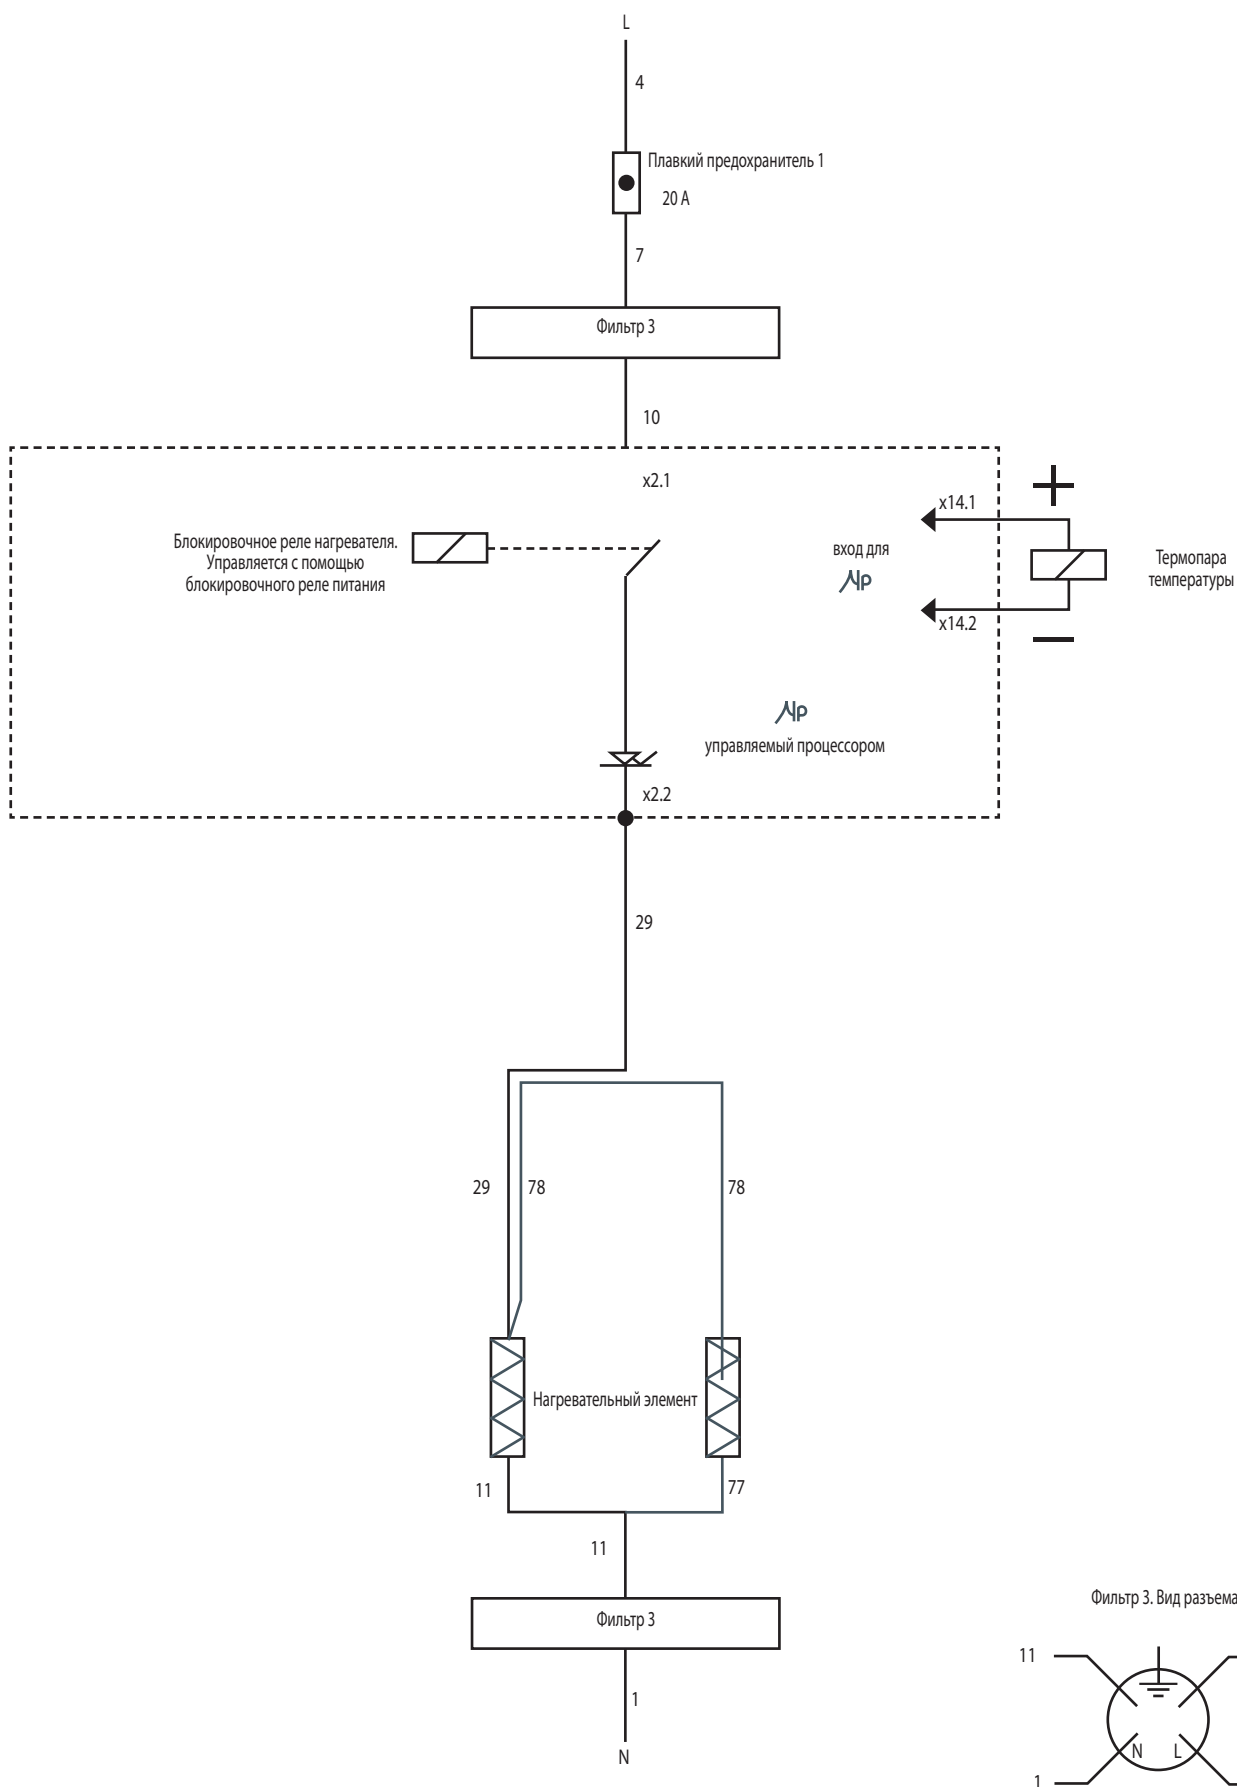 L
4
Плавкий предохранитель 1
20 A
7
Фильтр 3
10
x2.1
x14.1
Блокировочное реле нагревателя.
Управляется с помощью
блокировочного реле питания
вход для
Термопара
температуры
x14.2
управляемый процессором
x2.2
29
29
78
78
Нагревательный элемент
11
77
11
Фильтр 3
Фильтр 3. Вид разъема
11
1
N
N
L
1